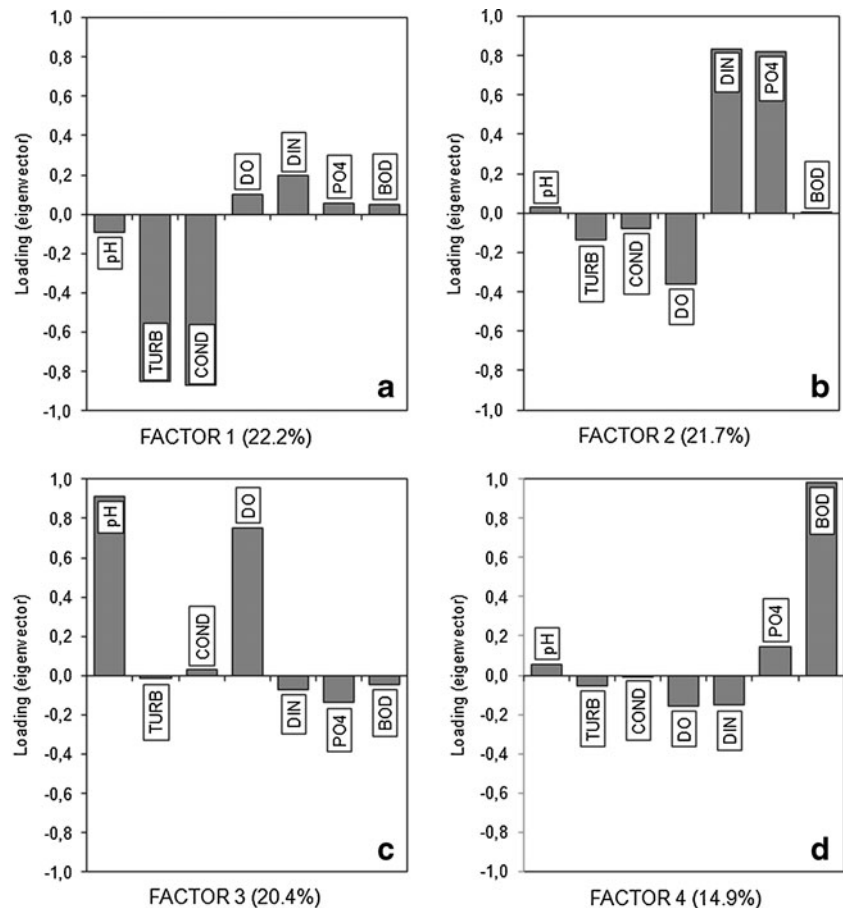 Loading (eigenvector)
1,0
0,8
0,6
0,4
0,2
0,0
-0,2
-0,4
-0,6
-0,8
-1,0
pH
TURB
COND
DO
DIN
PO4
BOD
a
FACTOR 1 (22.2%)
Loading (eigenvector)
1,0
0,8
0,6
0,4
0,2
0,0
-0,2
-0,4
-0,6
-0,8
-1,0
pH
TURB
COND
DO
DIN
PO4
BOD
b
FACTOR 2 (21.7%)
Loading (eigenvector)
1,0
0,8
0,6
0,4
0,2
0,0
-0,2
-0,4
-0,6
-0,8
-1,0
pH
TURB
COND
DO
DIN
PO4
BOD
c
FACTOR 3 (20.4%)
Loading (eigenvector)
1,0
0,8
0,6
0,4
0,2
0,0
-0,2
-0,4
-0,6
-0,8
-1,0
pH
TURB
COND
DO
DIN
PO4
BOD
d
FACTOR 4 (14.9%)